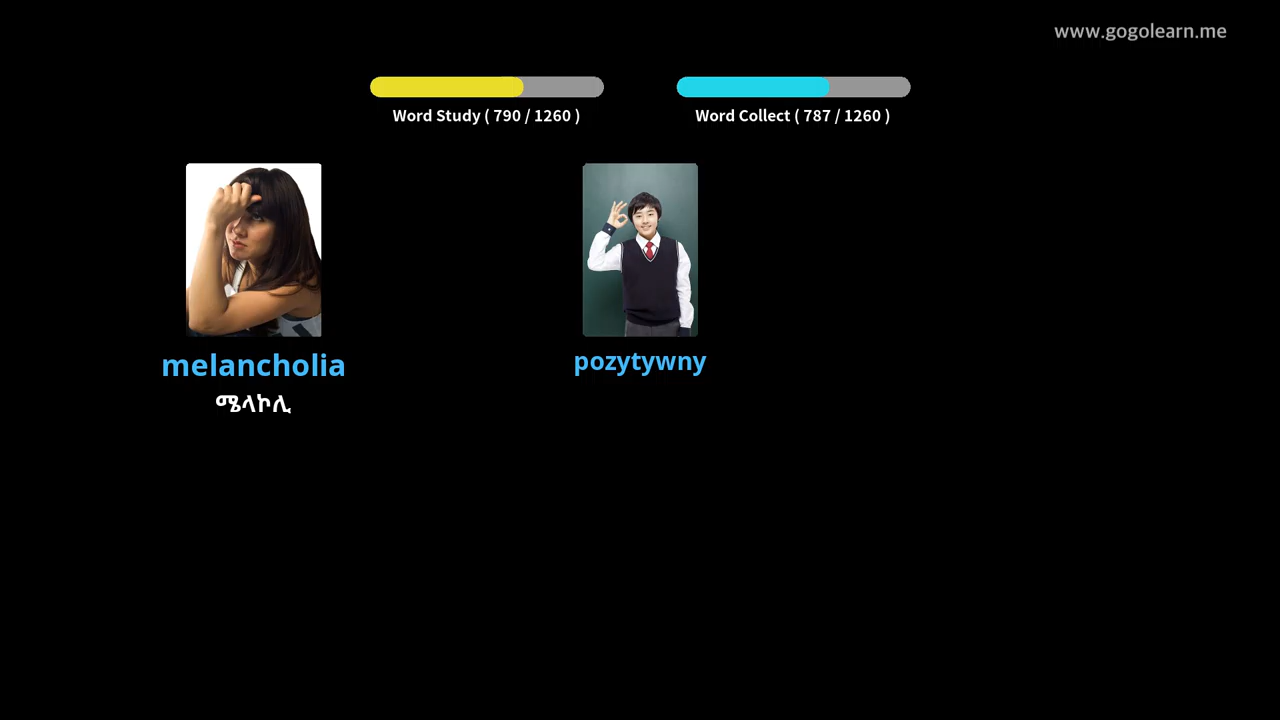 www.gogolearn.me
Word Study ( 790 / 1260 )
Word Collect ( 787 / 1260 )
melancholia
ሜላኮሊ
pozytywny